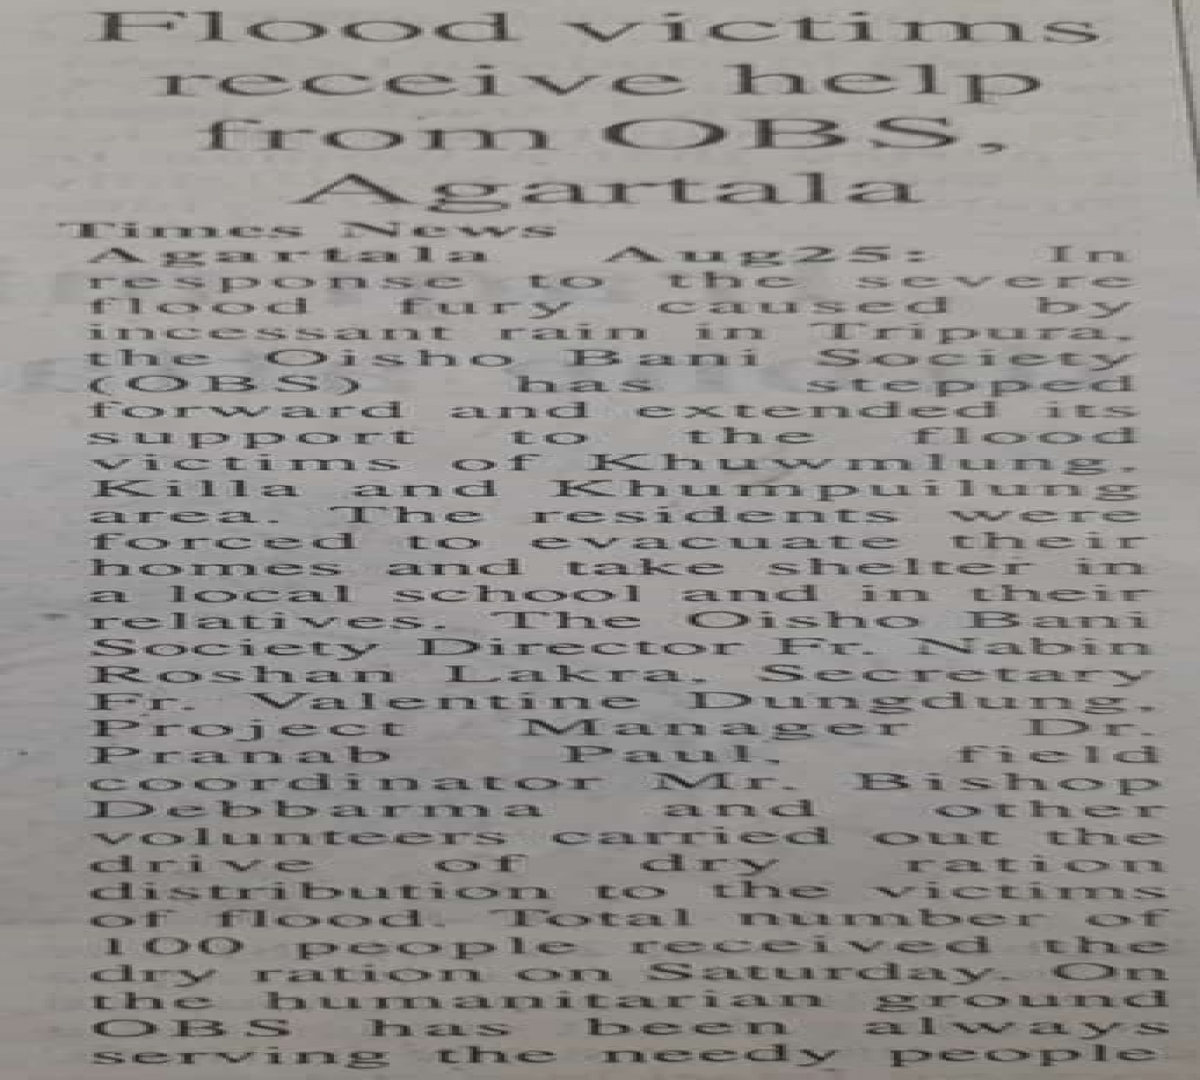 Flood victims
receive help
from OBS,
Agartala
Times News
Agartala Aug25: In
response to the severe
flood fury caused by
incessant rain in Tripura,
the Oisho Bani Society
(OBS) has stepped
forward and extended its
support to the flood
victims of Khuwmlung,
Killa and Khumpuilung
area. The residents were
forced to evacuate their
homes and take shelter in
a local school and in their
relatives. The Oisho Bani
Society Director Fr. Nabin
Roshan Lakra, Secretary
Fr. Valentine Dungdung,
Project Manager Dr.
Pranab Paul, field
coordinator Mr. Bishop
Debbarma and other
volunteers carried out the
drive of dry ration
distribution to the victims
of flood. Total number of
100 people received the
dry ration on Saturday. On
the humanitarian ground
OBS has been always
serving the needy people